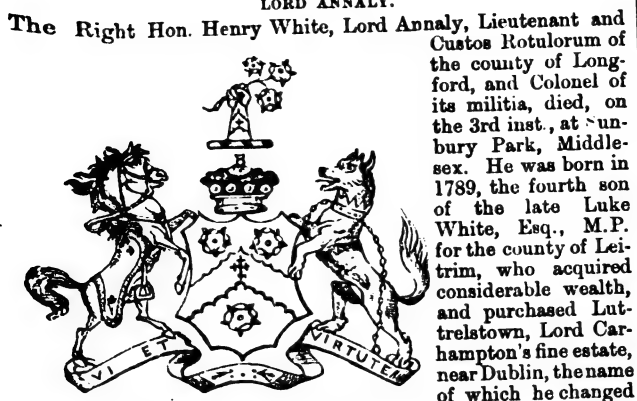 LORD ANNALY.
The Right Hon. Henry White, Lord Annaly, Lieutenant and
Custos Rotulorum of
the county of Long-
ford, and Colonel of
its militia, died, on
the 3rd inst., at Sun-
bury Park, Middle-
sex. He was born in
1789, the fourth son
of the late Luke
White, Esq., M.P.
for the county of Lei-
trim, who acquired
considerable wealth,
and purchased Lut-
trelstown, Lord Car-
hampton's fine estate,
near Dublin, the name
of which he changed
VI ET VIRTUTE